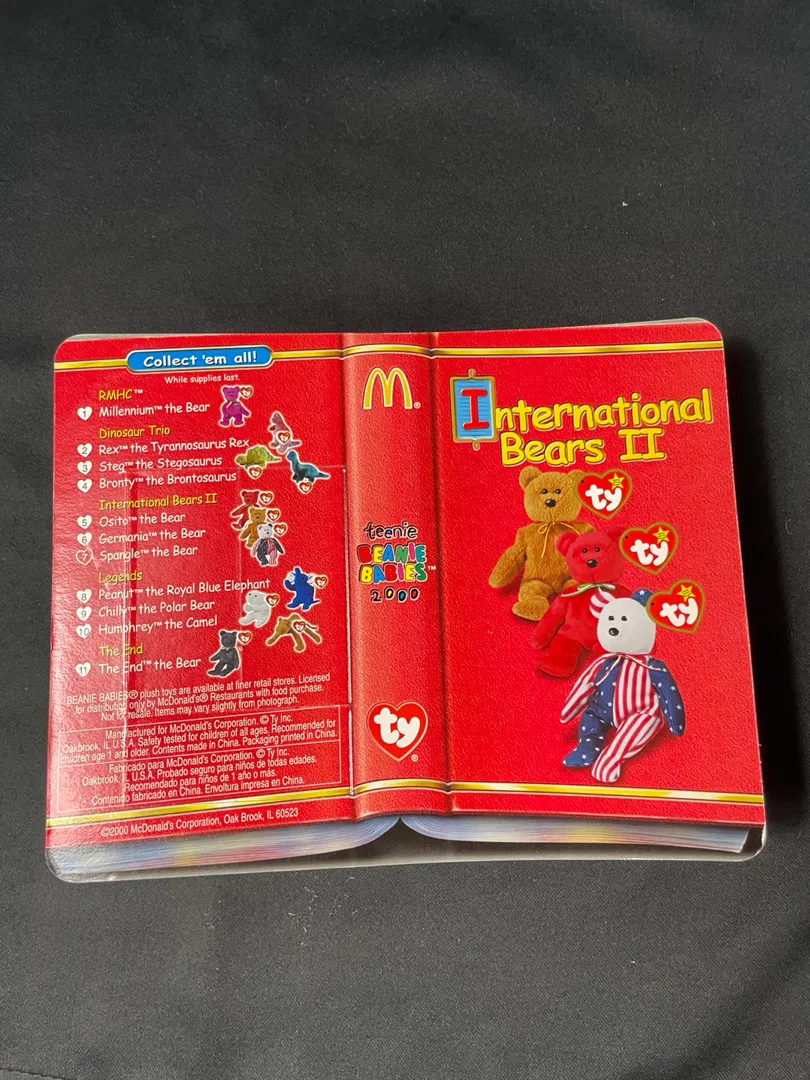 Collect 'em all!
While supplies last.
RMHC™
1 Millennium™ the Bear
Dinosaur Trio
2 Rex™ the Tyrannosaurus Rex
3 Steg™ the Stegosaurus
4 Bronty™ the Brontosaurus
International Bears II
5 Osito™ the Bear
6 Germania™ the Bear
7 Spangle™ the Bear
Legends
8 Peanut™ the Royal Blue Elephant
9 Chilly™ the Polar Bear
10 Humphrey™ the Camel
The End
11 The End™ the Bear
BEANIE BABIES® plush toys are available at finer retail stores. Licensed
for distribution only by McDonald's® Restaurants with food purchase.
Not for resale. Items may vary slightly from photograph.
Manufactured for McDonald's Corporation. © Ty Inc.
Oakbrook, IL U.S.A. Safety tested for children of all ages. Recommended for
children age 1 and older. Contents made in China. Packaging printed in China.
Fabricado para McDonald's Corporation. © Ty Inc.
Oakbrook, IL U.S.A. Probado seguro para niños de todas edades.
Recomendado para niños de 1 año o más.
Contenido fabricado en China. Envoltura impresa en China.
©2000 McDonald's Corporation, Oak Brook, IL 60523
M®
teenie
BEANIE
BABIES™
2000
ty®
International
Bears II
ty
ty
ty